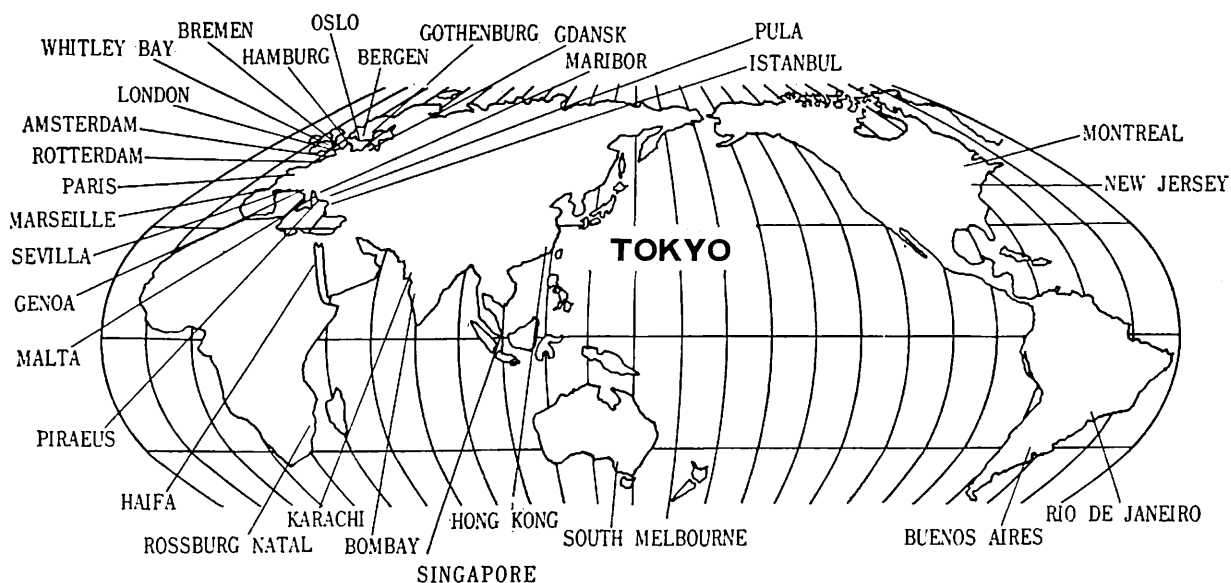 OSLO
BREMEN
GOTHENBURG
GDANSK
PULA
WHITLEY BAY
HAMBURG
BERGEN
MARIBOR
ISTANBUL
LONDON
AMSTERDAM
ROTTERDAM
PARIS
MARSEILLE
SEVILLA
GENOA
MALTA
PIRAEUS
HAIFA
MONTREAL
NEW JERSEY
TOKYO
ROSSBURG NATAL
KARACHI
BOMBAY
HONG KONG
SINGAPORE
SOUTH MELBOURNE
BUENOS AIRES
RÍO DE JANEIRO